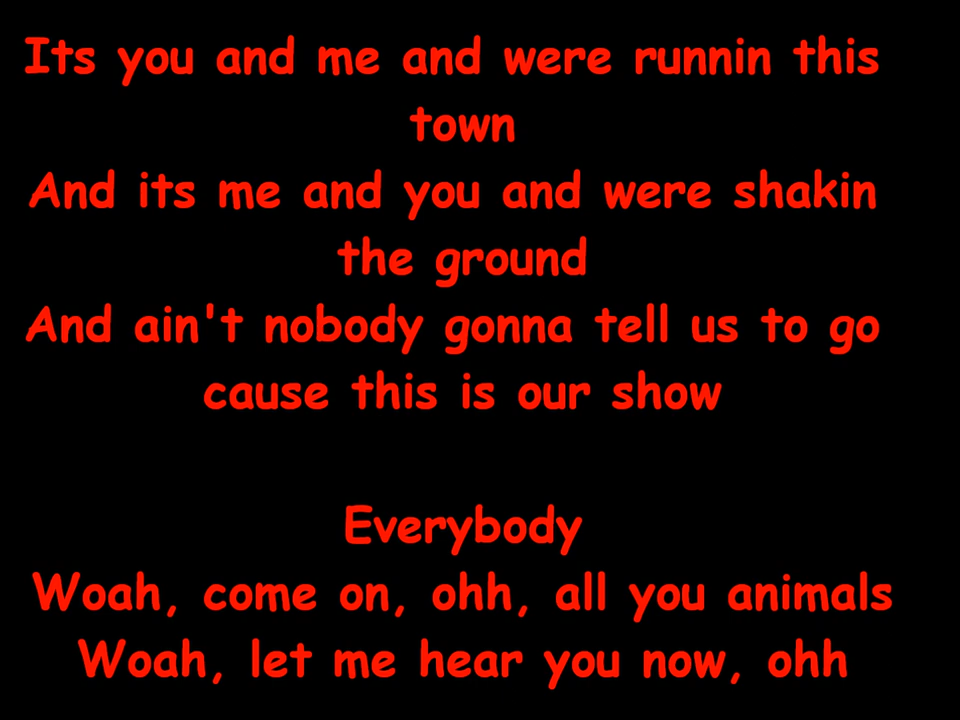 Its you and me and were runnin this
town
And its me and you and were shakin
the ground
And ain't nobody gonna tell us to go
cause this is our show
Everybody
Woah, come on, ohh, all you animals
Woah, let me hear you now, ohh